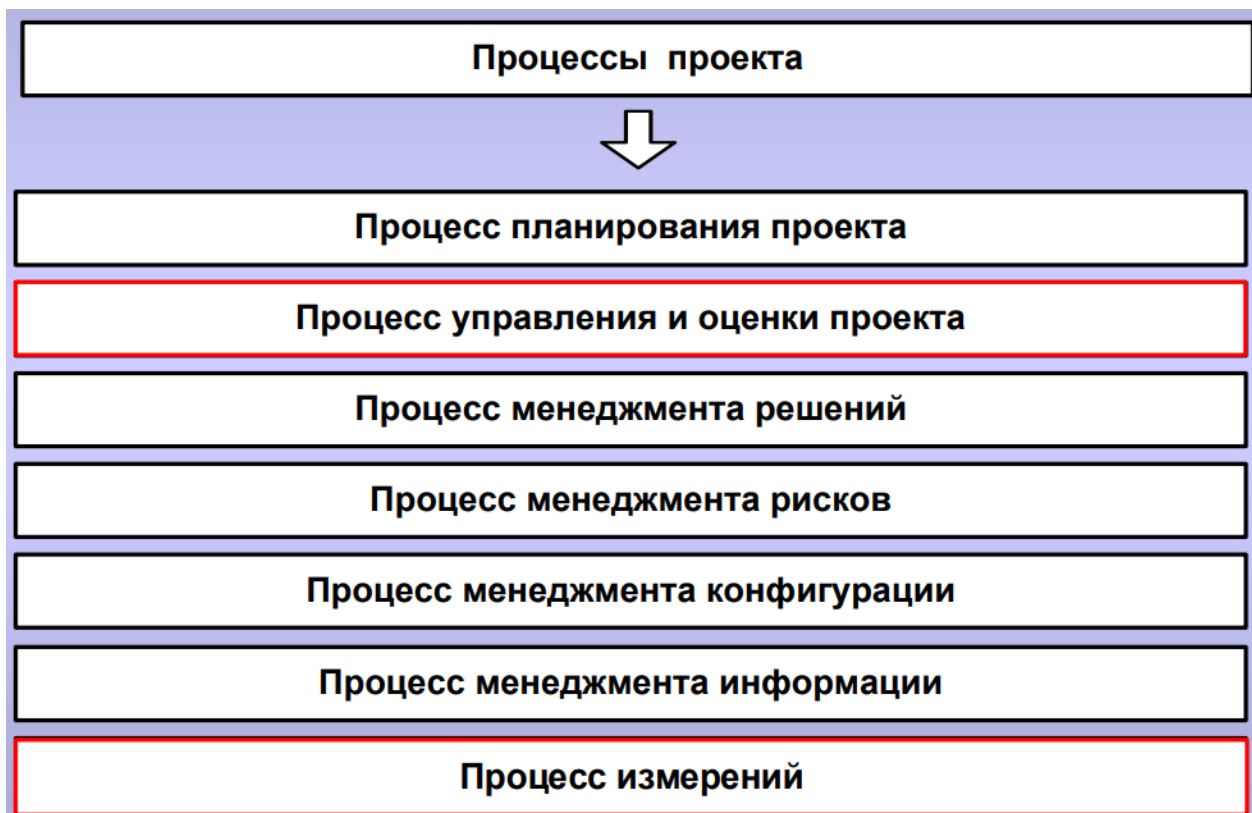 Процессы проекта
Процесс планирования проекта
Процесс управления и оценки проекта
Процесс менеджмента решений
Процесс менеджмента рисков
Процесс менеджмента конфигурации
Процесс менеджмента информации
Процесс измерений